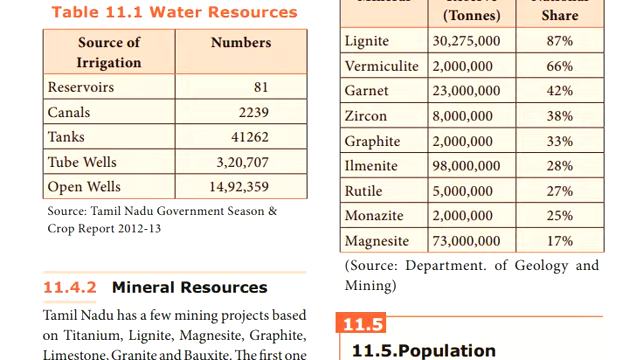 Table 11.1 Water Resources
Source of Irrigation Numbers
Reservoirs 81
Canals 2239
Tanks 41262
Tube Wells 3,20,707
Open Wells 14,92,359
Source: Tamil Nadu Government Season &
Crop Report 2012-13
11.4.2 Mineral Resources
Tamil Nadu has a few mining projects based
on Titanium, Lignite, Magnesite, Graphite,
Limestone, Granite and Bauxite. The first one
(Tonnes) Share
Lignite 30,275,000 87%
Vermiculite 2,000,000 66%
Garnet 23,000,000 42%
Zircon 8,000,000 38%
Graphite 2,000,000 33%
Ilmenite 98,000,000 28%
Rutile 5,000,000 27%
Monazite 2,000,000 25%
Magnesite 73,000,000 17%
(Source: Department. of Geology and
Mining)
11.5
11.5.Population